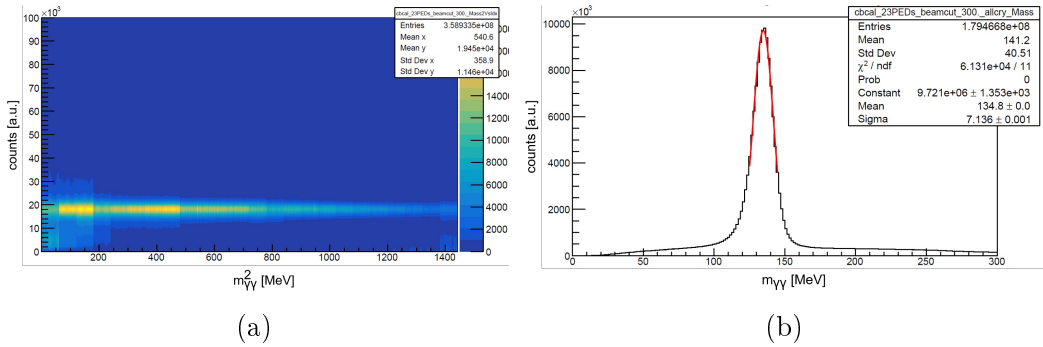 ×10³
100
90
80
70
60
50
40
30
20
10
0
counts [a.u.]
200 400 600 800 1000 1200 1400
m²γγ [MeV]
Entries 3.589335e+08
Mean x 540.6
Mean y 1.945e+04
Std Dev x 358.9
Std Dev y 1.146e+04
14000
12000
10000
8000
6000
4000
2000
0
(a)
×10³
10000
8000
6000
4000
2000
0
counts [a.u.]
0 50 100 150 200 250 300
mγγ [MeV]
cbcal_23PEDs_beamcut_300._allcry_Mass
Entries 1.794668e+08
Mean 141.2
Std Dev 40.51
χ² / ndf 6.131e+04 / 11
Prob 0
Constant 9.721e+06 ± 1.353e+03
Mean 134.8 ± 0.0
Sigma 7.136 ± 0.001
(b)